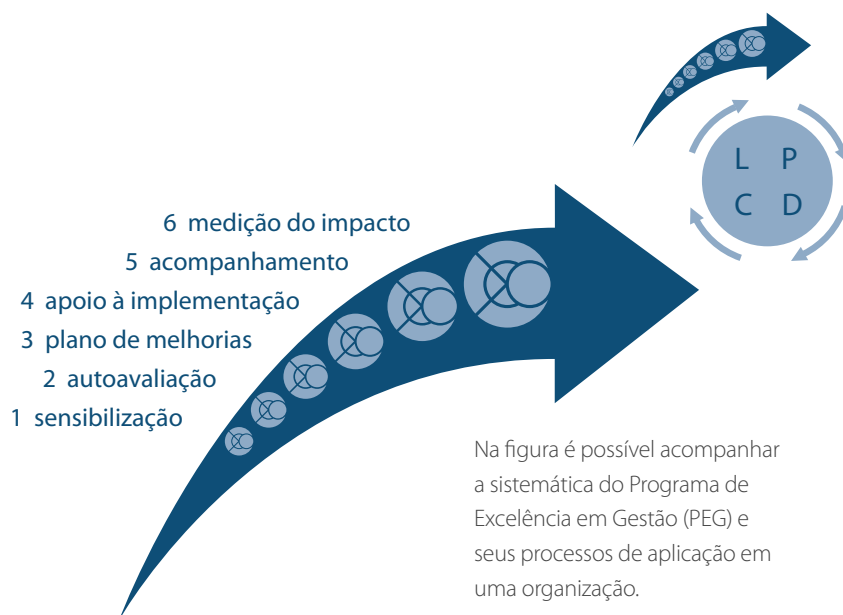 L P
C D
6 medição do impacto
5 acompanhamento
4 apoio à implementação
3 plano de melhorias
2 autoavaliação
1 sensibilização
Na figura é possível acompanhar
a sistemática do Programa de
Excelência em Gestão (PEG) e
seus processos de aplicação em
uma organização.